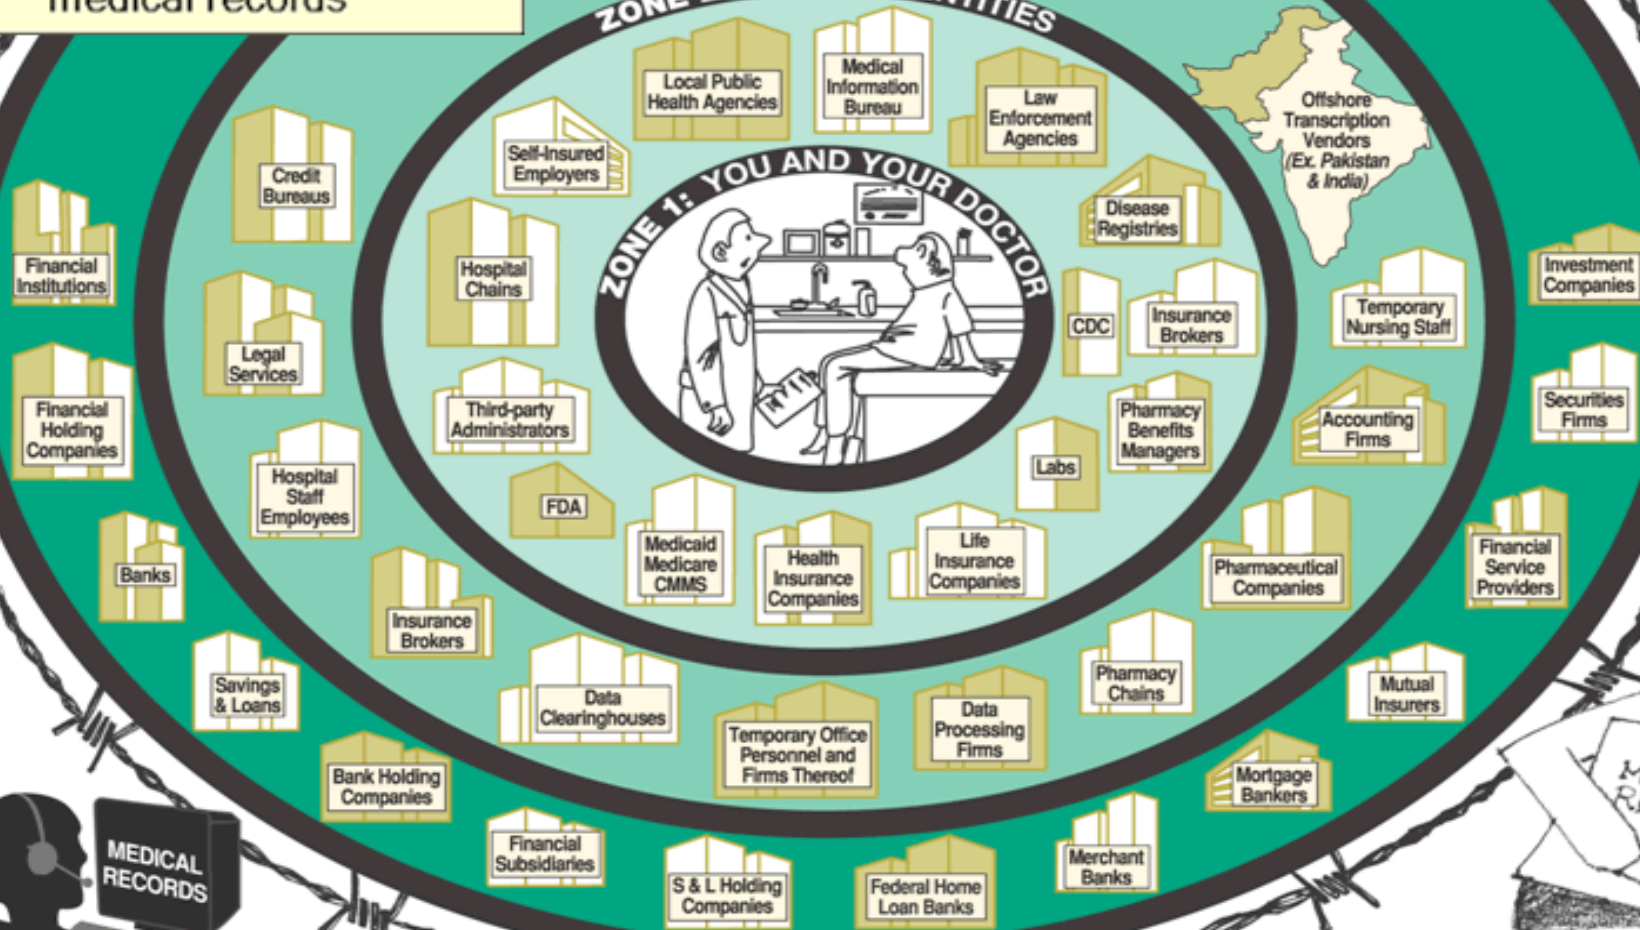 medical records
ZONE
ENTITIES
Local Public
Health Agencies
Medical
Information
Bureau
Law
Enforcement
Agencies
Offshore
Transcription
Vendors
(Ex. Pakistan
& India)
Self-Insured
Employers
Credit
Bureaus
ZONE 1: YOU AND YOUR DOCTOR
Disease
Registries
Financial
Institutions
Hospital
Chains
CDC
Insurance
Brokers
Temporary
Nursing Staff
Investment
Companies
Legal
Services
Financial
Holding
Companies
Third-party
Administrators
Pharmacy
Benefits
Managers
Accounting
Firms
Securities
Firms
Labs
Hospital
Staff
Employees
FDA
Medicaid
Medicare
CMMS
Health
Insurance
Companies
Life
Insurance
Companies
Pharmaceutical
Companies
Financial
Service
Providers
Banks
Insurance
Brokers
Savings
& Loans
Data
Clearinghouses
Temporary Office
Personnel and
Firms Thereof
Data
Processing
Firms
Pharmacy
Chains
Mutual
Insurers
Bank Holding
Companies
Mortgage
Bankers
Financial
Subsidiaries
S & L Holding
Companies
Federal Home
Loan Banks
Merchant
Banks
MEDICAL
RECORDS